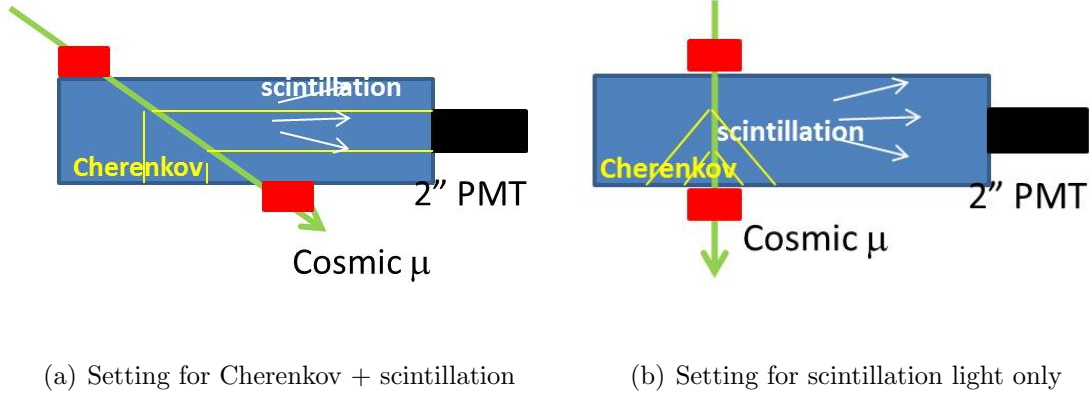 scintillation
Cherenkov
2” PMT
Cosmic μ
(a) Setting for Cherenkov + scintillation
scintillation
Cherenkov
2” PMT
Cosmic μ
(b) Setting for scintillation light only